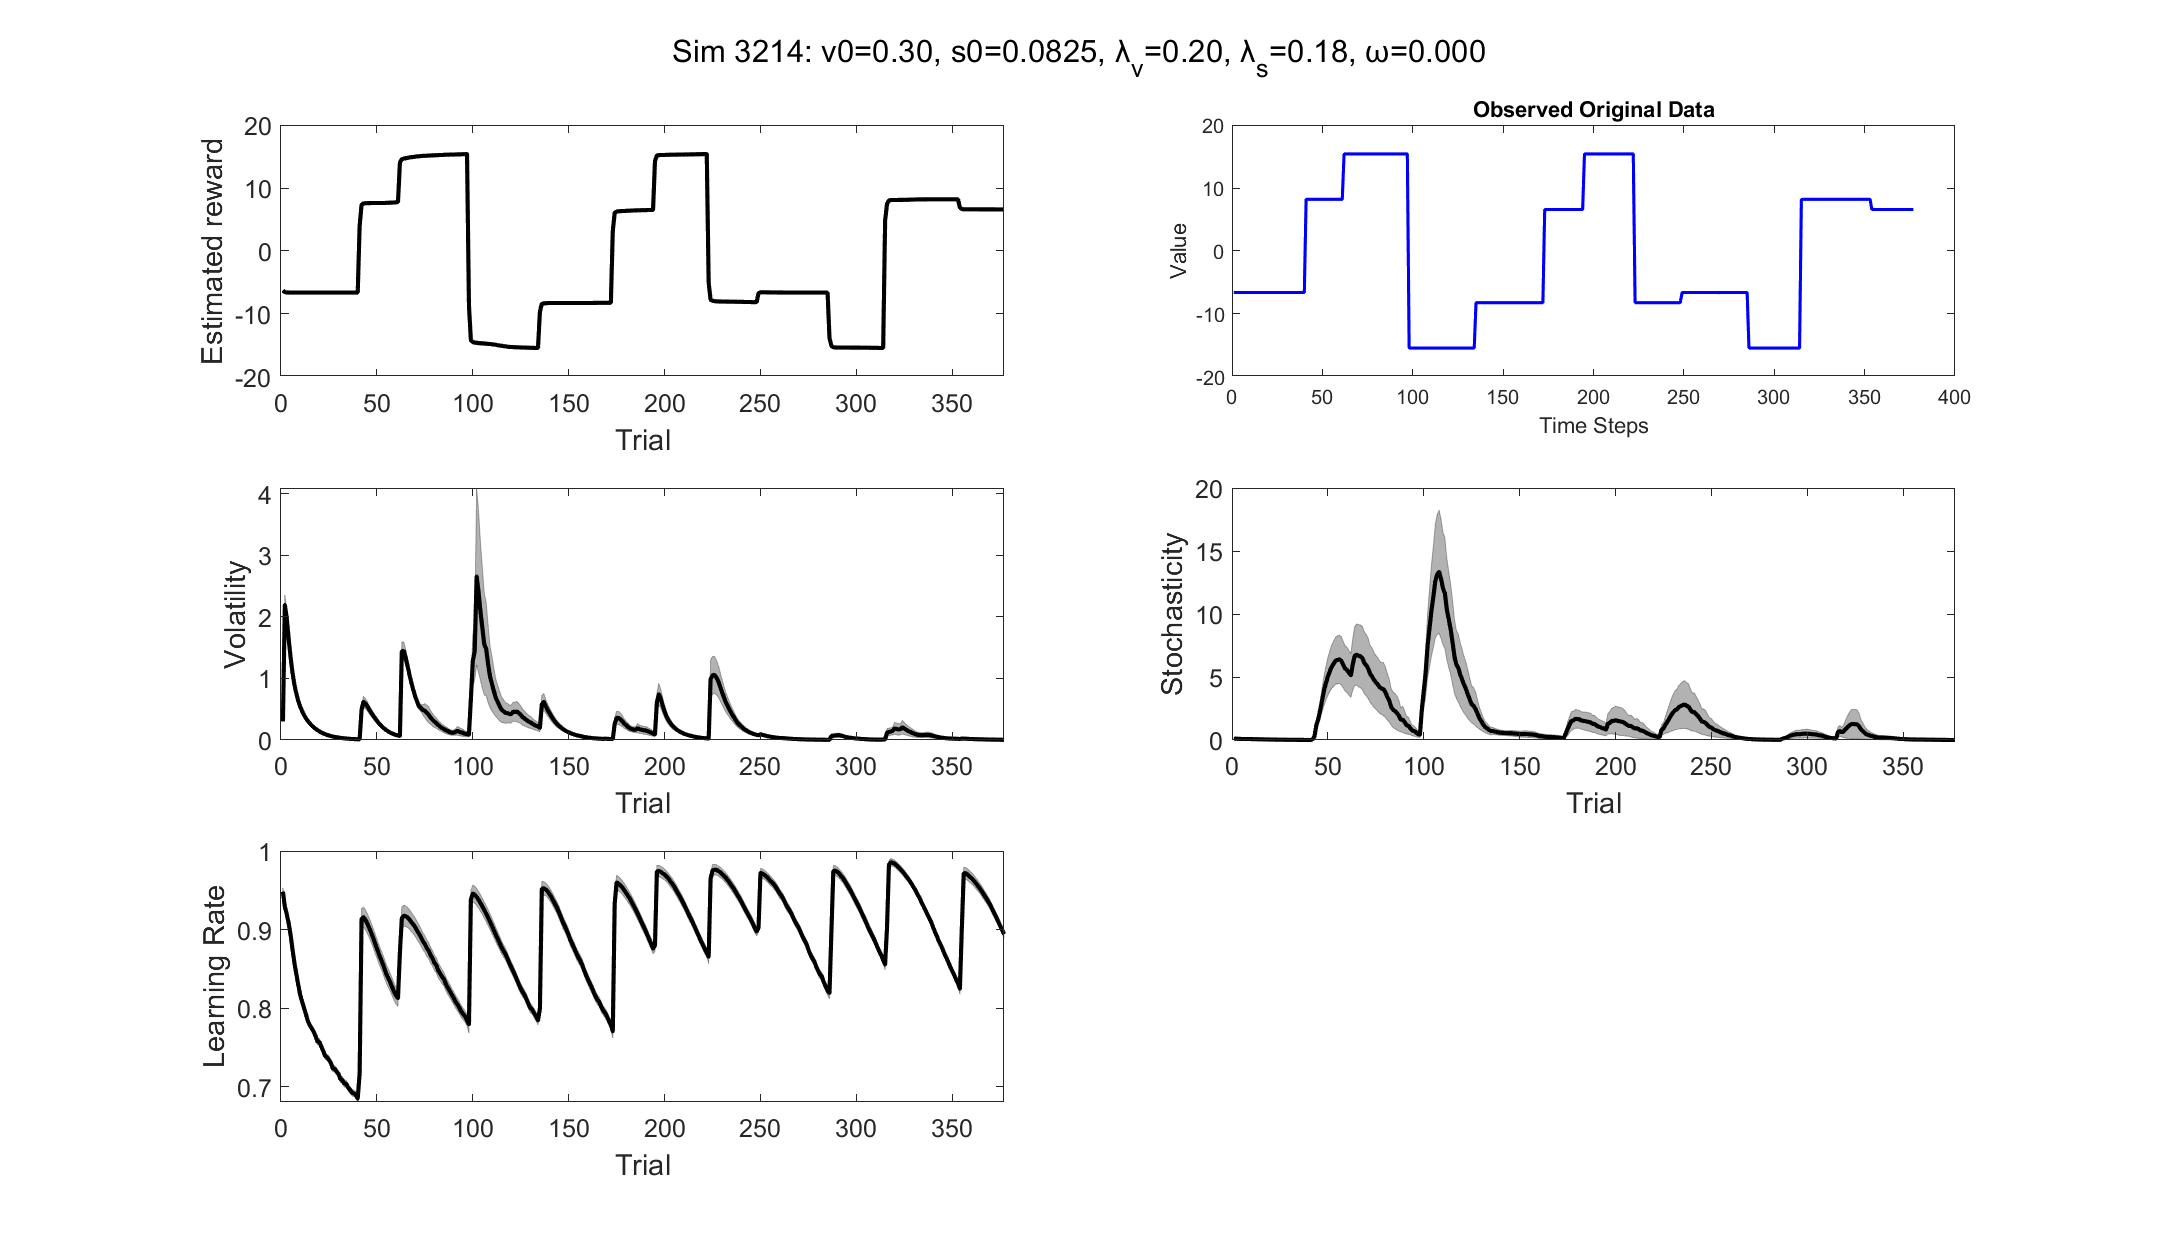 Sim 3214: v0=0.30, s0=0.0825, λv=0.20, λs=0.18, ω=0.000
20
10
0
-10
-20
Estimated reward
0 50 100 150 200 250 300 350
Trial
Observed Original Data
20
10
0
-10
-20
Value
0 50 100 150 200 250 300 350 400
Time Steps
4
3
2
1
0
Volatility
0 50 100 150 200 250 300 350
Trial
20
15
10
5
0
Stochasticity
0 50 100 150 200 250 300 350
Trial
1
0.9
0.8
0.7
Learning Rate
0 50 100 150 200 250 300 350
Trial